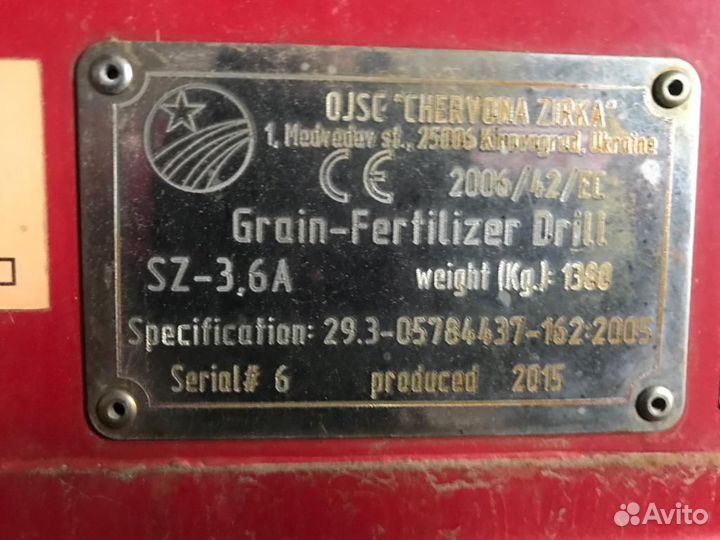 OJSC "CHERVONA ZIRKA"
1, Medvedev st., 25006 Kirovograd, Ukraine
CE 2006/42/EC
Grain-Fertilizer Drill
SZ-3,6A weight (Kg.): 1380
Specification: 29.3-05784437-162:2005
Serial# 6 produced 2015
Avito